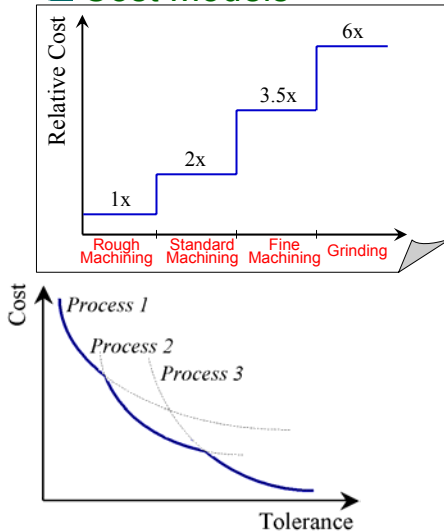 Cost Models
Relative Cost
6x
3.5x
2x
1x
Rough Machining
Standard Machining
Fine Machining
Grinding
Cost
Process 1
Process 2
Process 3
Tolerance